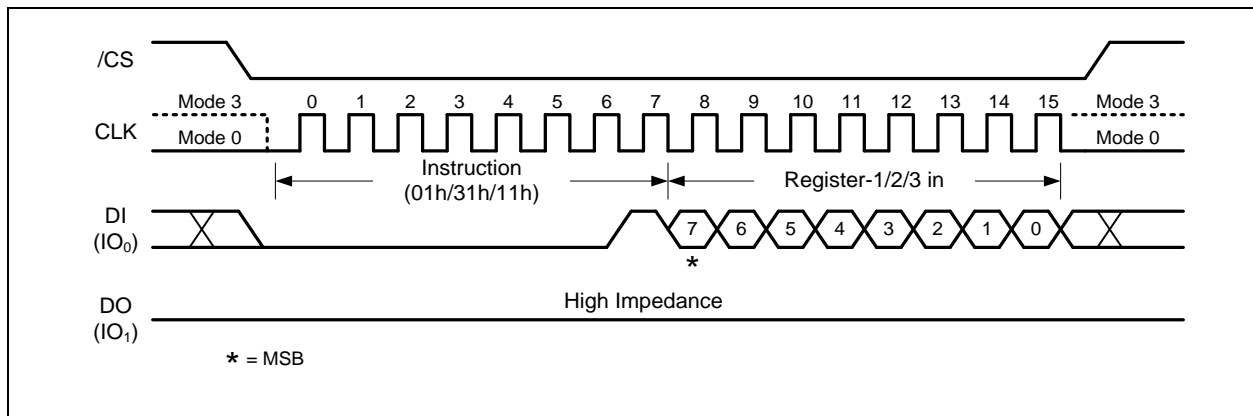 /CS
Mode 3
0 1 2 3 4 5 6 7 8 9 10 11 12 13 14 15
Mode 3
CLK
Mode 0
Mode 0
Instruction
(01h/31h/11h)
Register-1/2/3 in
DI
(IO₀)
7 6 5 4 3 2 1 0
*
High Impedance
DO
(IO₁)
* = MSB